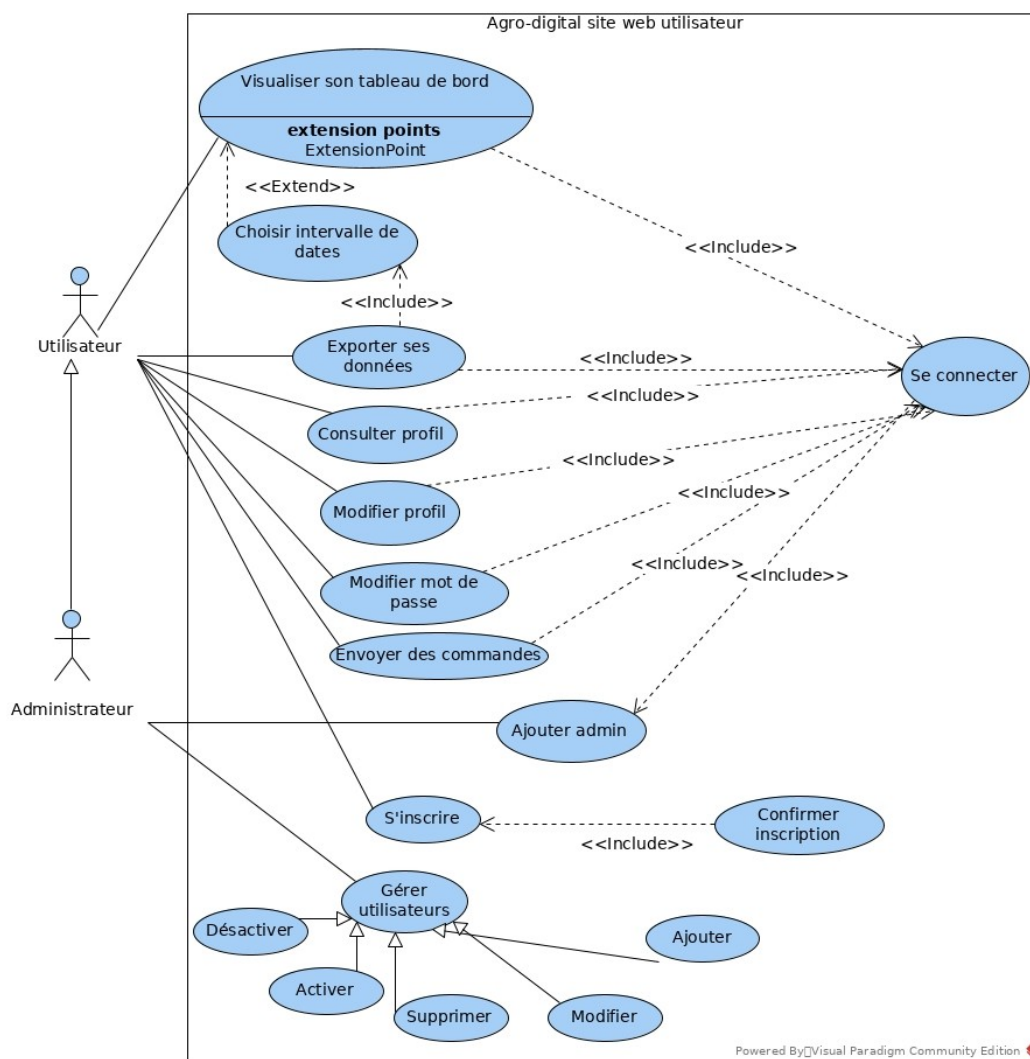 Agro-digital site web utilisateur
Visualiser son tableau de bord
extension points
ExtensionPoint
<<Extend>>
Choisir intervalle de
dates
<<Include>>
<<Include>>
Utilisateur
Exporter ses
données
<<Include>>
Se connecter
<<Include>>
Consulter profil
<<Include>>
Modifier profil
<<Include>>
Modifier mot de
passe
<<Include>>
<<Include>>
Envoyer des commandes
Administrateur
Ajouter admin
S'inscrire
Confirmer
inscription
<<Include>>
Gérer
utilisateurs
Désactiver
Ajouter
Activer
Supprimer
Modifier
Powered By Visual Paradigm Community Edition